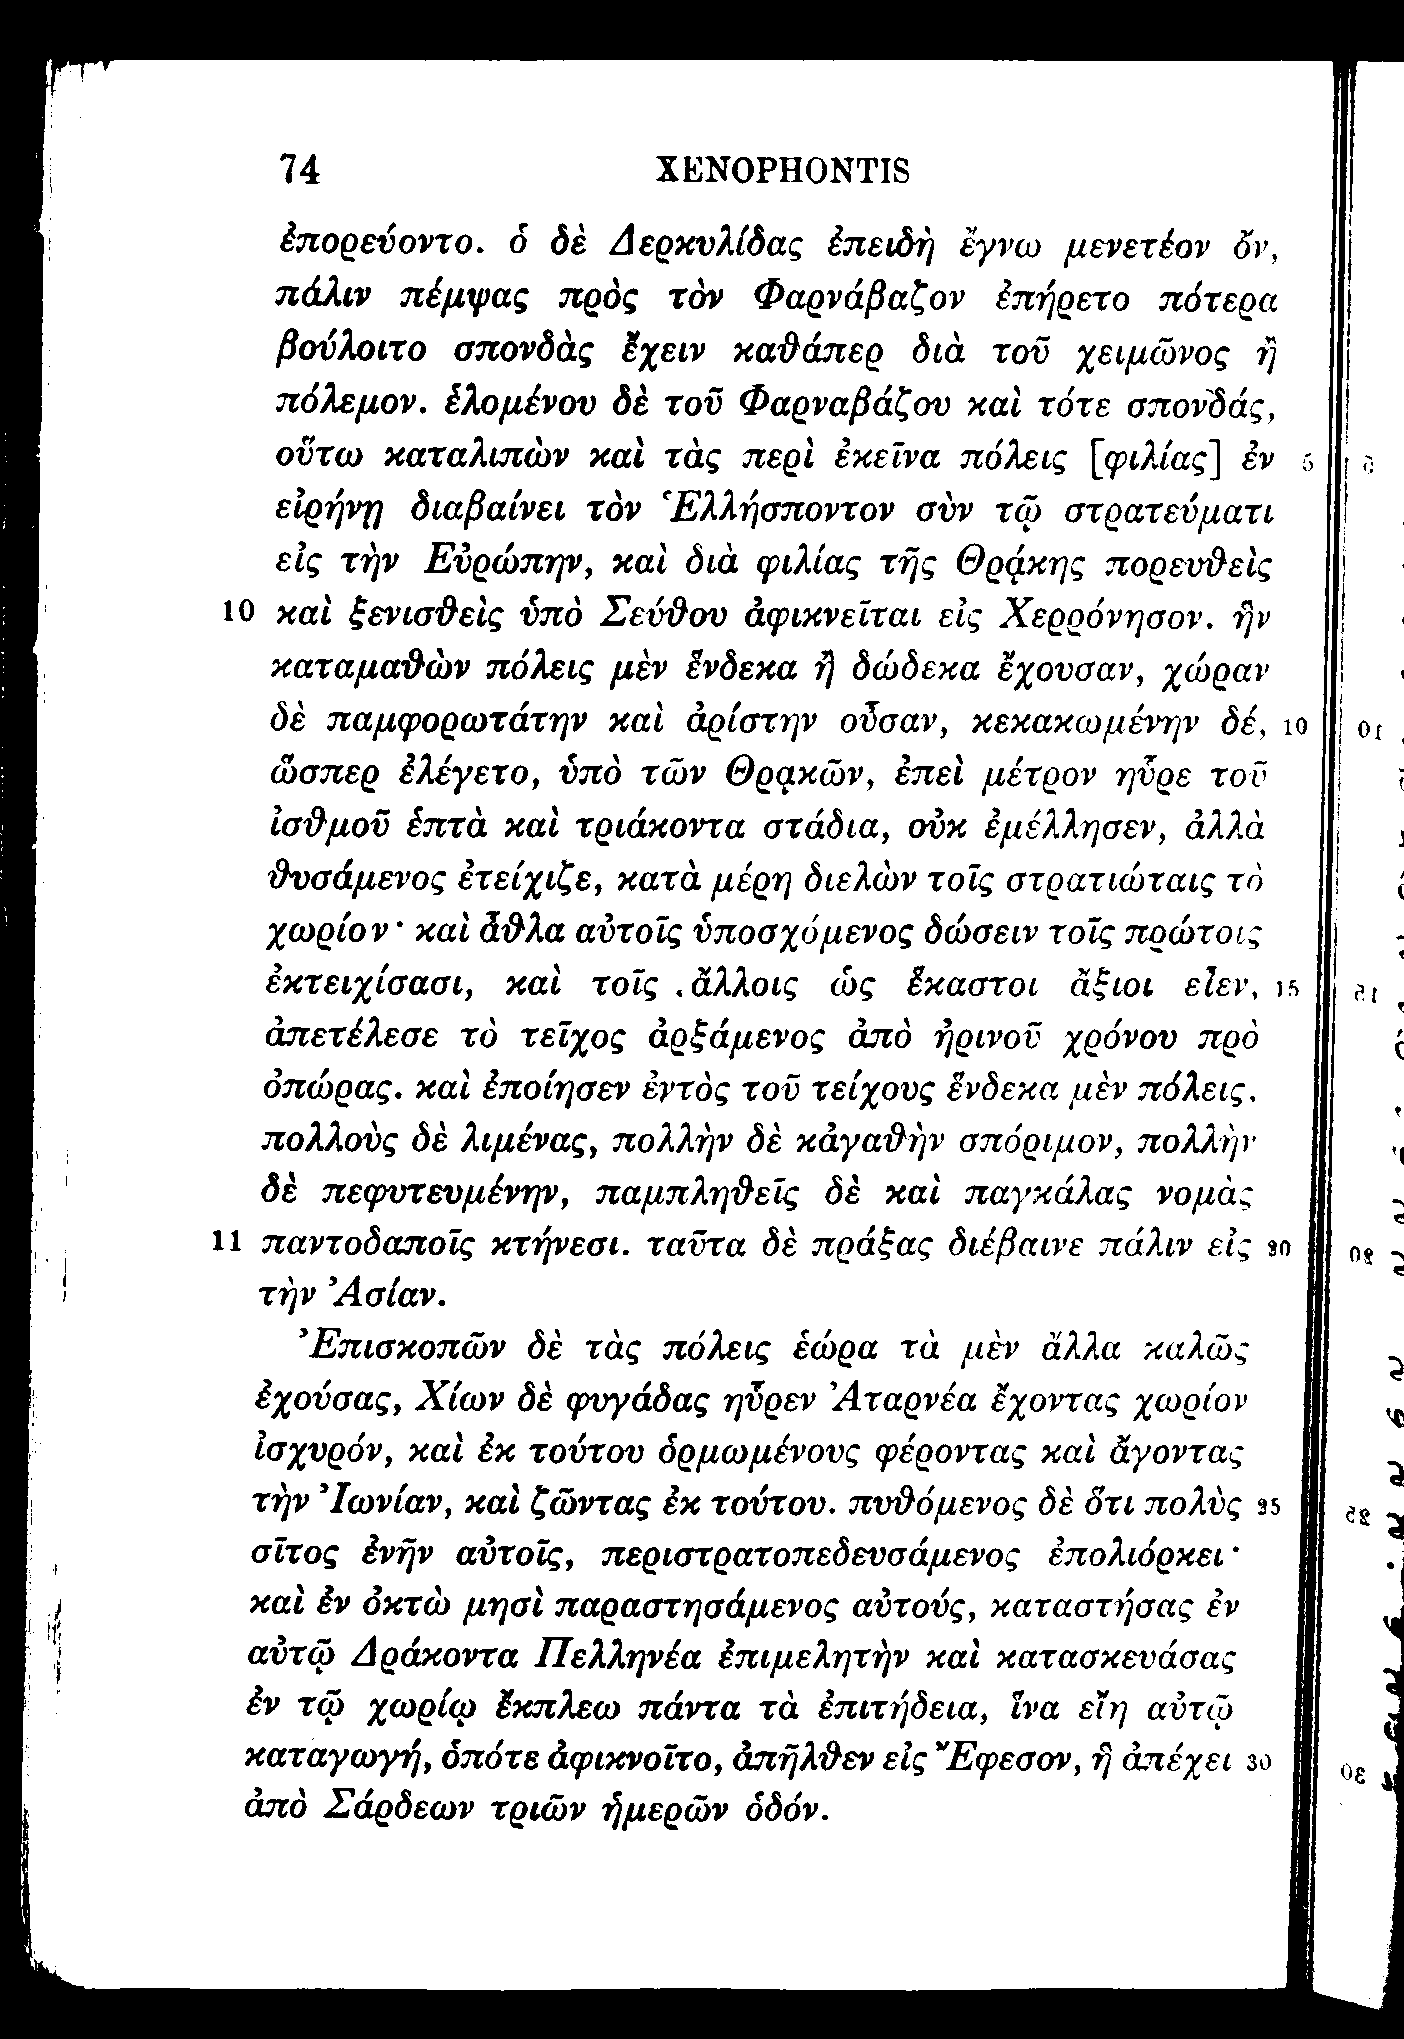 74 XENOPHONTIS
ἐπορεύοντο. ὁ δὲ Δερκυλίδας ἐπειδὴ ἔγνω μενετέον ὄν,
πάλιν πέμψας πρὸς τὸν Φαρνάβαζον ἐπήρετο πότερα
βούλοιτο σπονδὰς ἔχειν καθάπερ διὰ τοῦ χειμῶνος ἢ
πόλεμον. ἑλομένου δὲ τοῦ Φαρναβάζου καὶ τότε σπονδάς,
οὕτω καταλιπὼν καὶ τὰς περὶ ἐκεῖνα πόλεις [φιλίας] ἐν 5
εἰρήνῃ διαβαίνει τὸν Ἑλλήσποντον σὺν τῷ στρατεύματι
εἰς τὴν Εὐρώπην, καὶ διὰ φιλίας τῆς Θρᾴκης πορευθεὶς
10 καὶ ξενισθεὶς ὑπὸ Σεύθου ἀφικνεῖται εἰς Χερρόνησον. ἣν
καταμαθὼν πόλεις μὲν ἕνδεκα ἢ δώδεκα ἔχουσαν, χώραν
δὲ παμφορωτάτην καὶ ἀρίστην οὖσαν, κεκακωμένην δέ, 10
ὥσπερ ἐλέγετο, ὑπὸ τῶν Θρᾳκῶν, ἐπεὶ μέτρον ηὗρε τοῦ
ἰσθμοῦ ἑπτὰ καὶ τριάκοντα στάδια, οὐκ ἐμέλλησεν, ἀλλὰ
θυσάμενος ἐτείχιζε, κατὰ μέρη διελὼν τοῖς στρατιώταις τὸ
χωρίον· καὶ ἆθλα αὐτοῖς ὑποσχόμενος δώσειν τοῖς πρώτοις
ἐκτειχίσασι, καὶ τοῖς ἄλλοις ὡς ἕκαστοι ἄξιοι εἶεν, 15
ἀπετέλεσε τὸ τεῖχος ἀρξάμενος ἀπὸ ἠρινοῦ χρόνου πρὸ
ὀπώρας. καὶ ἐποίησεν ἐντὸς τοῦ τείχους ἕνδεκα μὲν πόλεις,
πολλοὺς δὲ λιμένας, πολλὴν δὲ κἀγαθὴν σπόριμον, πολλὴν
δὲ πεφυτευμένην, παμπληθεῖς δὲ καὶ παγκάλας νομὰς
11 παντοδαποῖς κτήνεσι. ταῦτα δὲ πράξας διέβαινε πάλιν εἰς 20
τὴν Ἀσίαν.
Ἐπισκοπῶν δὲ τὰς πόλεις ἑώρα τὰ μὲν ἄλλα καλῶς
ἐχούσας, Χίων δὲ φυγάδας ηὗρεν Ἀταρνέα ἔχοντας χωρίον
ἰσχυρόν, καὶ ἐκ τούτου ὁρμωμένους φέροντας καὶ ἄγοντας
τὴν Ἰωνίαν, καὶ ζῶντας ἐκ τούτου. πυθόμενος δὲ ὅτι πολὺς 25
σῖτος ἐνῆν αὐτοῖς, περιστρατοπεδευσάμενος ἐπολιόρκει·
καὶ ἐν ὀκτὼ μησὶ παραστησάμενος αὐτούς, καταστήσας ἐν
αὐτῷ Δράκοντα Πελληνέα ἐπιμελητὴν καὶ κατασκευάσας
ἐν τῷ χωρίῳ ἔκπλεω πάντα τὰ ἐπιτήδεια, ἵνα εἴη αὐτῷ
καταγωγή, ὁπότε ἀφικνοῖτο, ἀπῆλθεν εἰς Ἔφεσον, ἣ ἀπέχει 30
ἀπὸ Σάρδεων τριῶν ἡμερῶν ὁδόν.